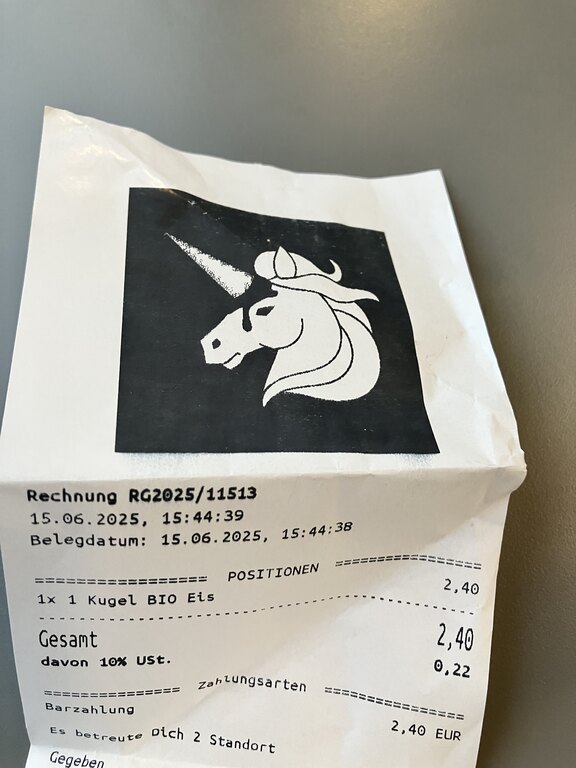 Rechnung RG2025/11513
15.06.2025, 15:44:39
Belegdatum: 15.06.2025, 15:44:38
================ POSITIONEN ================
1x 1 Kugel BIO Eis 2,40
Gesamt 2,40
davon 10% USt. 0,22
================ Zahlungsarten ================
Barzahlung 2,40 EUR
Es betreute Dich 2 Standort
Gegeben